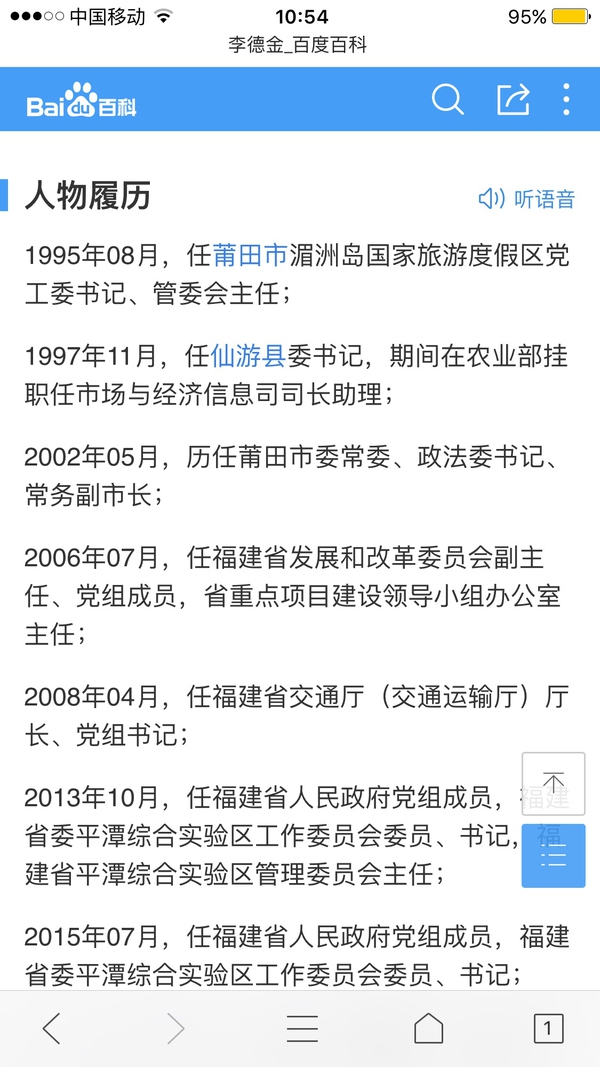 中国移动 10:54 95%
李德金_百度百科
Bai du 百科
人物履历 听语音
1995年08月，任莆田市湄洲岛国家旅游度假区党
工委书记、管委会主任；
1997年11月，任仙游县委书记，期间在农业部挂
职任市场与经济信息司司长助理；
2002年05月，历任莆田市委常委、政法委书记、
常务副市长；
2006年07月，任福建省发展和改革委员会副主
任、党组成员，省重点项目建设领导小组办公室
主任；
2008年04月，任福建省交通厅（交通运输厅）厅
长、党组书记；
2013年10月，任福建省人民政府党组成员，福建
省委平潭综合实验区工作委员会委员、书记，福
建省平潭综合实验区管理委员会主任；
2015年07月，任福建省人民政府党组成员，福建
省委平潭综合实验区工作委员会委员、书记；
1